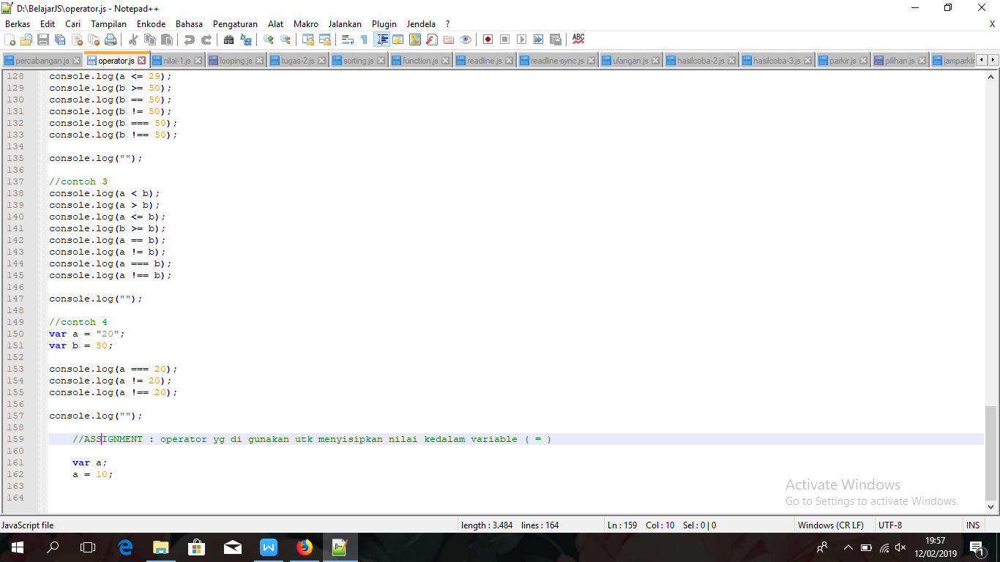 D:\BelajarJS\operator.js - Notepad++
Berkas Edit Cari Tampilan Enkode Bahasa Pengaturan Alat Makro Jalankan Plugin Jendela ? X
percabangan.js operator.js nilai-1.js looping.js tugas-2.js sorting.js function.js readline.js readline-sync.js ulangan.js hasilcoba-2.js hasilcoba-3.js parkir.js pilihan.js jamparkir
128 console.log(a <= 29);
129 console.log(b >= 50);
130 console.log(b == 50);
131 console.log(b != 50);
132 console.log(b === 50);
133 console.log(b !== 50);
134
135 console.log("");
136
137 //contoh 3
138 console.log(a < b);
139 console.log(a > b);
140 console.log(a <= b);
141 console.log(b >= b);
142 console.log(a == b);
143 console.log(a != b);
144 console.log(a === b);
145 console.log(a !== b);
146
147 console.log("");
148
149 //contoh 4
150 var a = "20";
151 var b = 50;
152
153 console.log(a === 20);
154 console.log(a != 20);
155 console.log(a !== 20);
156
157 console.log("");
158
159 //ASSIGNMENT : operator yg di gunakan utk menyisipkan nilai kedalam variable ( = )
160
161 var a;
162 a = 10;
163
164
Activate Windows
Go to Settings to activate Windows.
JavaScript file length : 3.484 lines : 164 Ln : 159 Col : 10 Sel : 0 | 0 Windows (CR LF) UTF-8 INS
19:57
12/02/2019
1